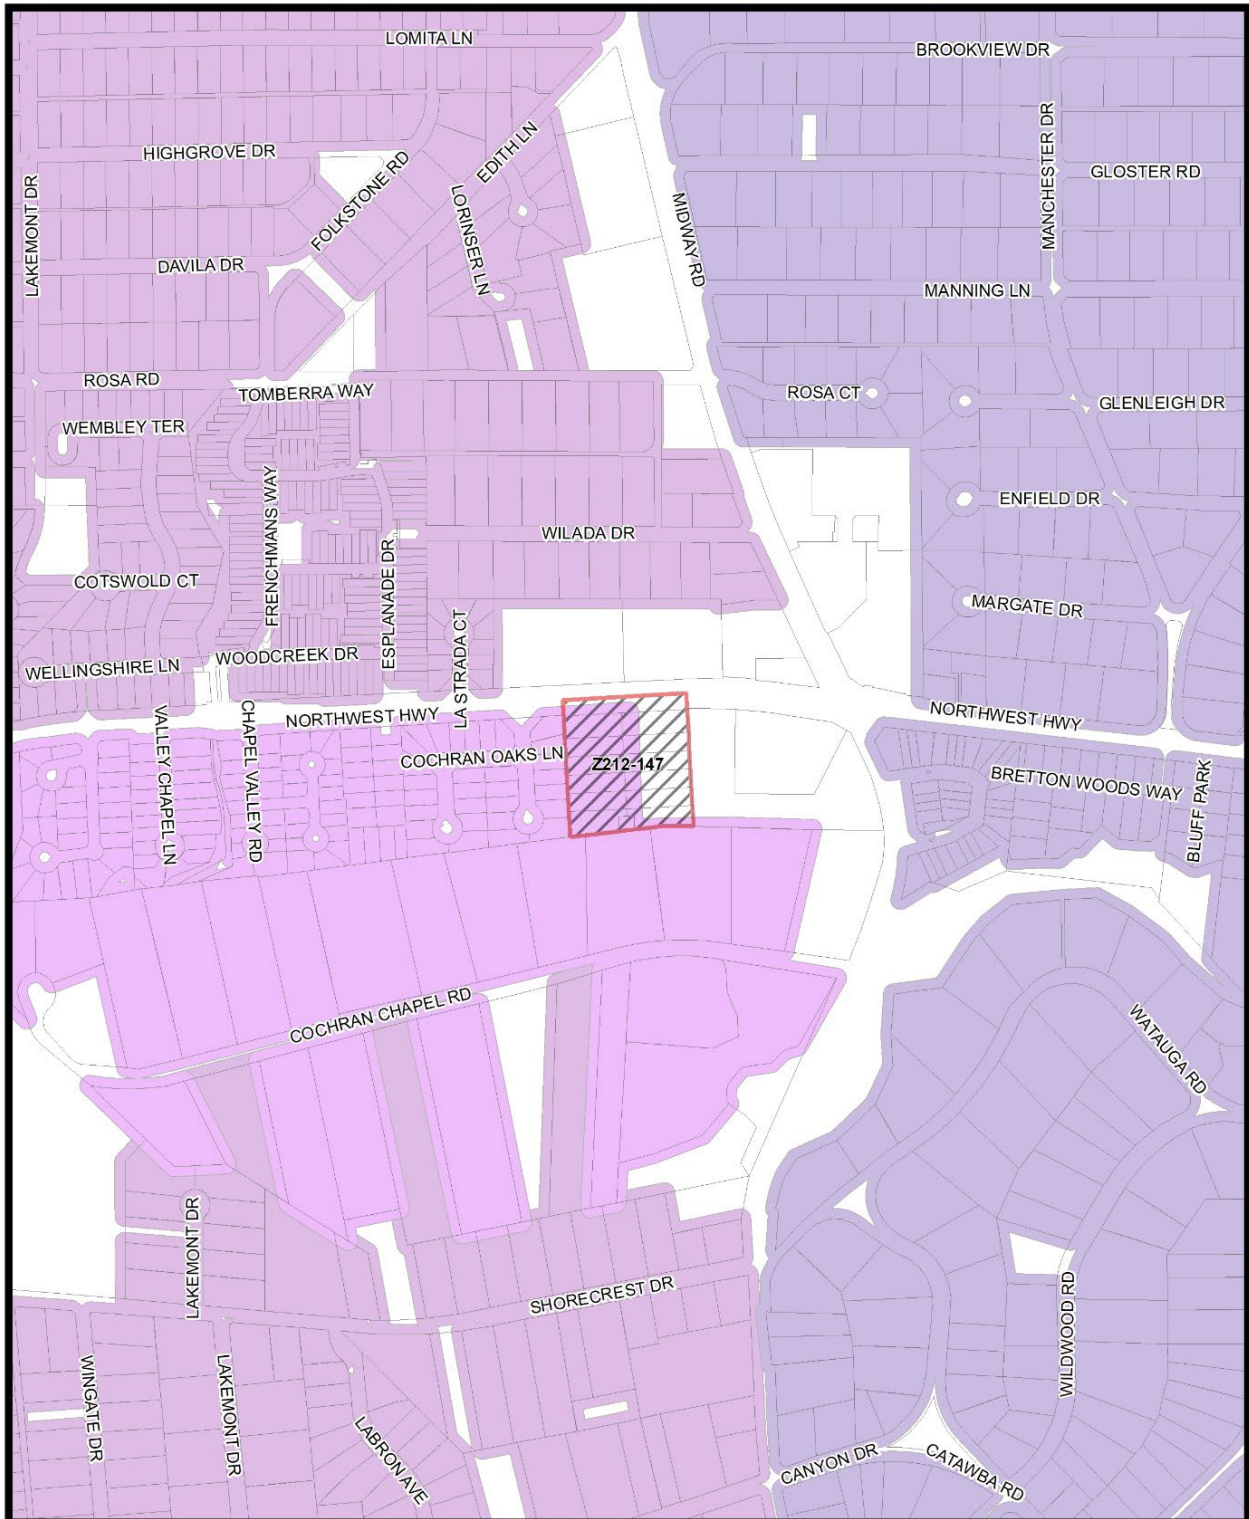 LOMITA LN
BROOKVIEW DR
HIGHGROVE DR
EDITH LN
MANCHESTER DR
GLOSTER RD
LAKEMONT DR
FOLKSTONE RD
LORINSER LN
MIDWAY RD
DAVILA DR
MANNING LN
ROSA RD
TOMBERRA WAY
ROSA CT
GLENLEIGH DR
WEMBLEY TER
FRENCHMANS WAY
ENFIELD DR
WILADA DR
ESPLANADE DR
COTSWOLD CT
MARGATE DR
LA STRADA CT
WOODCREEK DR
WELLINGSHIRE LN
NORTHWEST HWY
NORTHWEST HWY
VALLEY CHAPEL LN
CHAPEL VALLEY RD
COCHRAN OAKS LN
Z212-147
BRETTON WOODS WAY
BLUFF PARK
COCHRAN CHAPEL RD
WATAUGA RD
LAKEMONT DR
SHORECREST DR
WILDWOOD RD
WINGATE DR
LAKEMONT DR
LABRON AVE
CANYON DR
CATAWBA RD